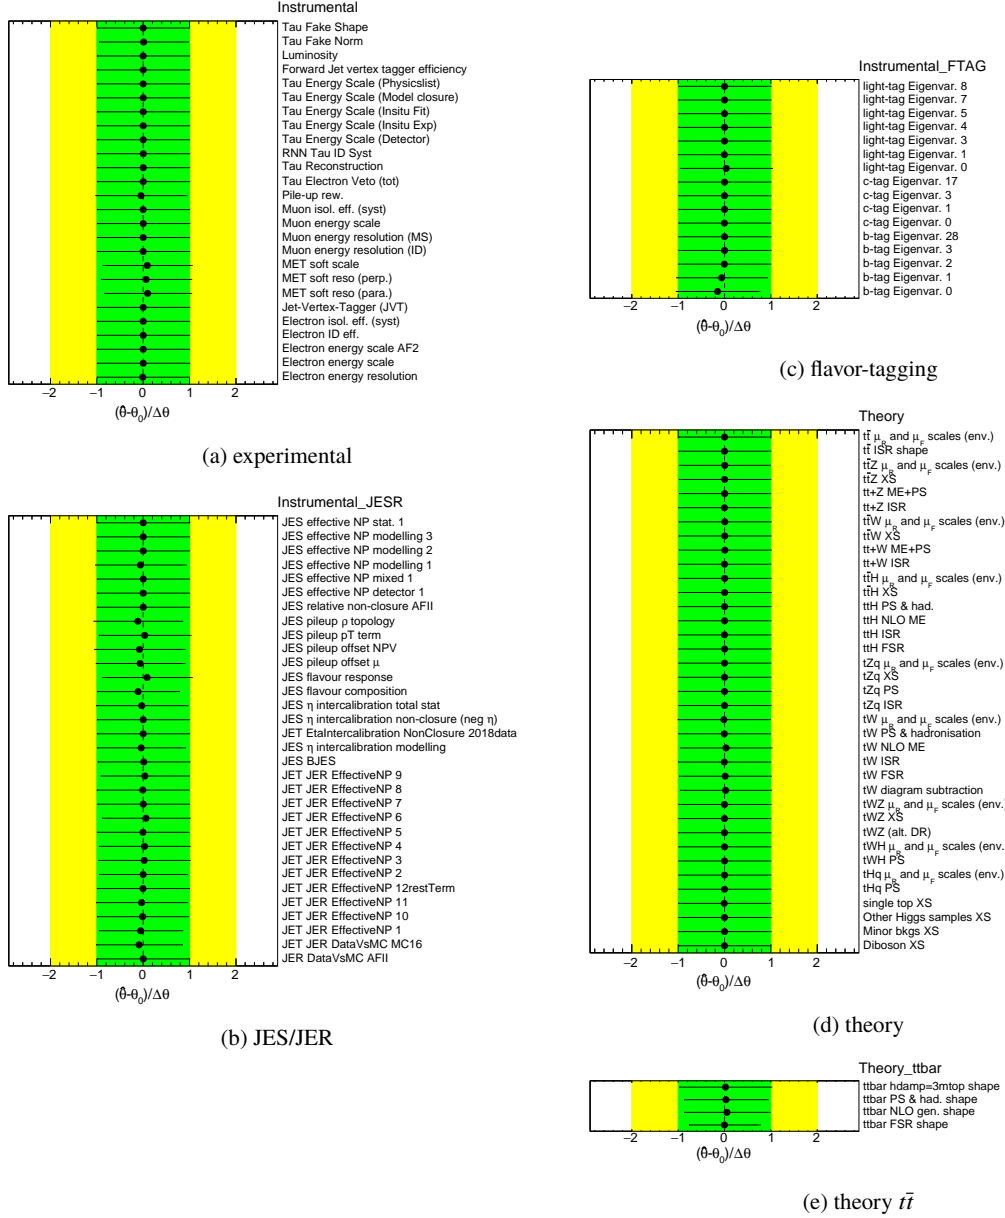 Instrumental
Tau Fake Shape
Tau Fake Norm
Luminosity
Forward Jet vertex tagger efficiency
Tau Energy Scale (Physicslist)
Tau Energy Scale (Model closure)
Tau Energy Scale (Insitu Fit)
Tau Energy Scale (Insitu Exp)
Tau Energy Scale (Detector)
RNN Tau ID Syst
Tau Reconstruction
Tau Electron Veto (tot)
Pile-up rew.
Muon isol. eff. (syst)
Muon energy scale
Muon energy resolution (MS)
Muon energy resolution (ID)
MET soft scale
MET soft reso (perp.)
MET soft reso (para.)
Jet-Vertex-Tagger (JVT)
Electron isol. eff. (syst)
Electron ID eff.
Electron energy scale AF2
Electron energy scale
Electron energy resolution
−2 −1 0 1 2
(θ̂-θ₀)/Δθ
(a) experimental
Instrumental_JESR
JES effective NP stat. 1
JES effective NP modelling 3
JES effective NP modelling 2
JES effective NP modelling 1
JES effective NP mixed 1
JES effective NP detector 1
JES relative non-closure AFII
JES pileup ρ topology
JES pileup pT term
JES pileup offset NPV
JES pileup offset μ
JES flavour response
JES flavour composition
JES η intercalibration total stat
JES η intercalibration non-closure (neg η)
JET EtaIntercalibration NonClosure 2018data
JES η intercalibration modelling
JES BJES
JET JER EffectiveNP 9
JET JER EffectiveNP 8
JET JER EffectiveNP 7
JET JER EffectiveNP 6
JET JER EffectiveNP 5
JET JER EffectiveNP 4
JET JER EffectiveNP 3
JET JER EffectiveNP 2
JET JER EffectiveNP 12restTerm
JET JER EffectiveNP 11
JET JER EffectiveNP 10
JET JER EffectiveNP 1
JET JER DataVsMC MC16
JER DataVsMC AFII
−2 −1 0 1 2
(θ̂-θ₀)/Δθ
(b) JES/JER
Instrumental_FTAG
light-tag Eigenvar. 8
light-tag Eigenvar. 7
light-tag Eigenvar. 5
light-tag Eigenvar. 4
light-tag Eigenvar. 3
light-tag Eigenvar. 1
light-tag Eigenvar. 0
c-tag Eigenvar. 17
c-tag Eigenvar. 3
c-tag Eigenvar. 1
c-tag Eigenvar. 0
b-tag Eigenvar. 28
b-tag Eigenvar. 3
b-tag Eigenvar. 2
b-tag Eigenvar. 1
b-tag Eigenvar. 0
−2 −1 0 1 2
(θ̂-θ₀)/Δθ
(c) flavor-tagging
Theory
tt̄ μ_R and μ_F scales (env.)
tt̄ ISR shape
tt̄Z μ_R and μ_F scales (env.)
tt̄Z XS
tt+Z ME+PS
tt+Z ISR
tt̄W μ_R and μ_F scales (env.)
tt̄W XS
tt+W ME+PS
tt+W ISR
tt̄H μ_R and μ_F scales (env.)
tt̄H XS
ttH PS & had.
ttH NLO ME
ttH ISR
ttH FSR
tZq μ_R and μ_F scales (env.)
tZq XS
tZq PS
tZq ISR
tW μ_R and μ_F scales (env.)
tW PS & hadronisation
tW NLO ME
tW ISR
tW FSR
tW diagram subtraction
tWZ μ_R and μ_F scales (env.
tWZ XS
tWZ (alt. DR)
tWH μ_R and μ_F scales (env.
tWH PS
tHq μ_R and μ_F scales (env.)
tHq PS
single top XS
Other Higgs samples XS
Minor bkgs XS
Diboson XS
−2 −1 0 1 2
(θ̂-θ₀)/Δθ
(d) theory
Theory_ttbar
ttbar hdamp=3mtop shape
ttbar PS & had. shape
ttbar NLO gen. shape
ttbar FSR shape
−2 −1 0 1 2
(θ̂-θ₀)/Δθ
(e) theory tt̄